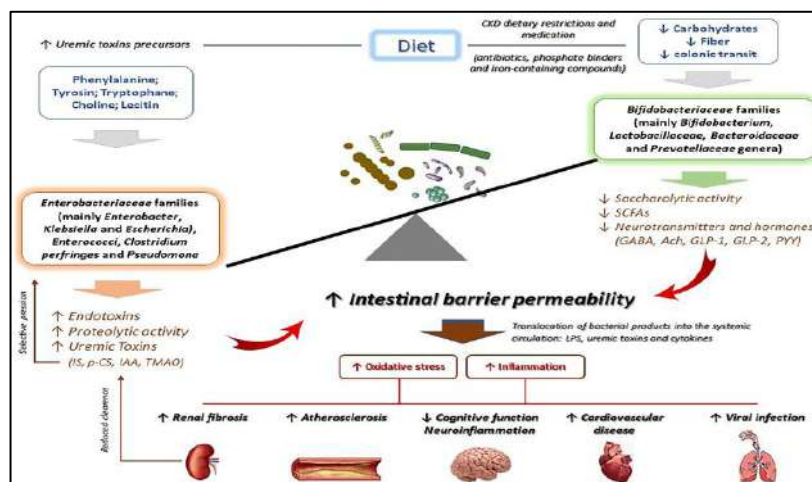 ↑ Uremic toxins precursors
Diet
CKD dietary restrictions and
medication
(antibiotics, phosphate binders
and iron-containing compounds)
↓ Carbohydrates
↓ Fiber
↓ colonic transit
Phenylalanine;
Tyrosin; Tryptophane;
Choline; Lecitin
Bifidobacteriaceae families
(mainly Bifidobacterium,
Lactobacillaceae, Bacteroidaceae
and Prevotellaceae genera)
Enterobacteriaceae families
(mainly Enterobacter,
Klebsiella and Escherichia),
Enterococci, Clostridium
perfringes and Pseudomona
↓ Saccharolytic activity
↓ SCFAs
↓ Neurotransmitters and hormones
(GABA, Ach, GLP-1, GLP-2, PYY)
↑ Intestinal barrier permeability
Selective pression
↑ Endotoxins
↑ Proteolytic activity
↑ Uremic Toxins
(IS, p-CS, IAA, TMAO)
Translocation of bacterial products into the systemic
circulation: LPS, uremic toxins and cytokines
↑ Oxidative stress
↑ Inflammation
Reduced clearance
↑ Renal fibrosis
↑ Atherosclerosis
↓ Cognitive function
Neuroinflammation
↑ Cardiovascular
disease
↑ Viral infection